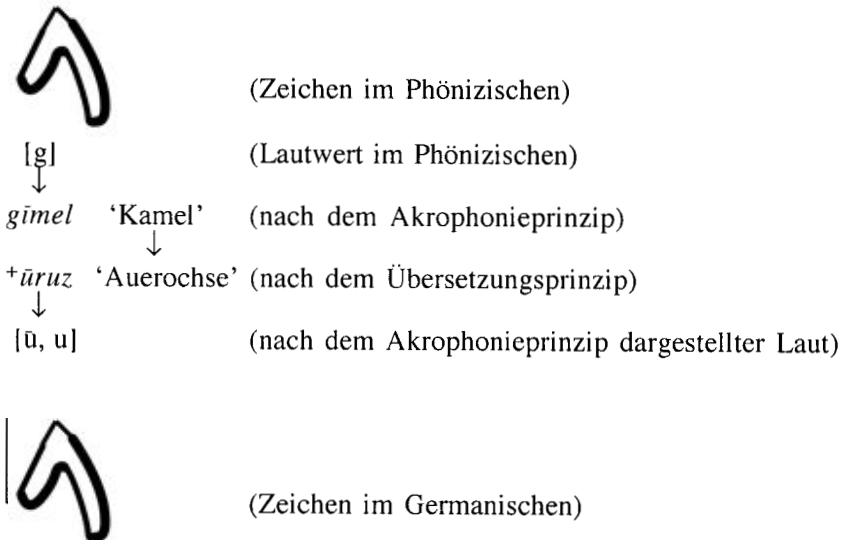 (Zeichen im Phönizischen)
[g] (Lautwert im Phönizischen)
↓
gīmel ‘Kamel’ (nach dem Akrophonieprinzip)
↓
+ūruz ‘Auerochse’ (nach dem Übersetzungsprinzip)
↓
[ū, u] (nach dem Akrophonieprinzip dargestellter Laut)
(Zeichen im Germanischen)